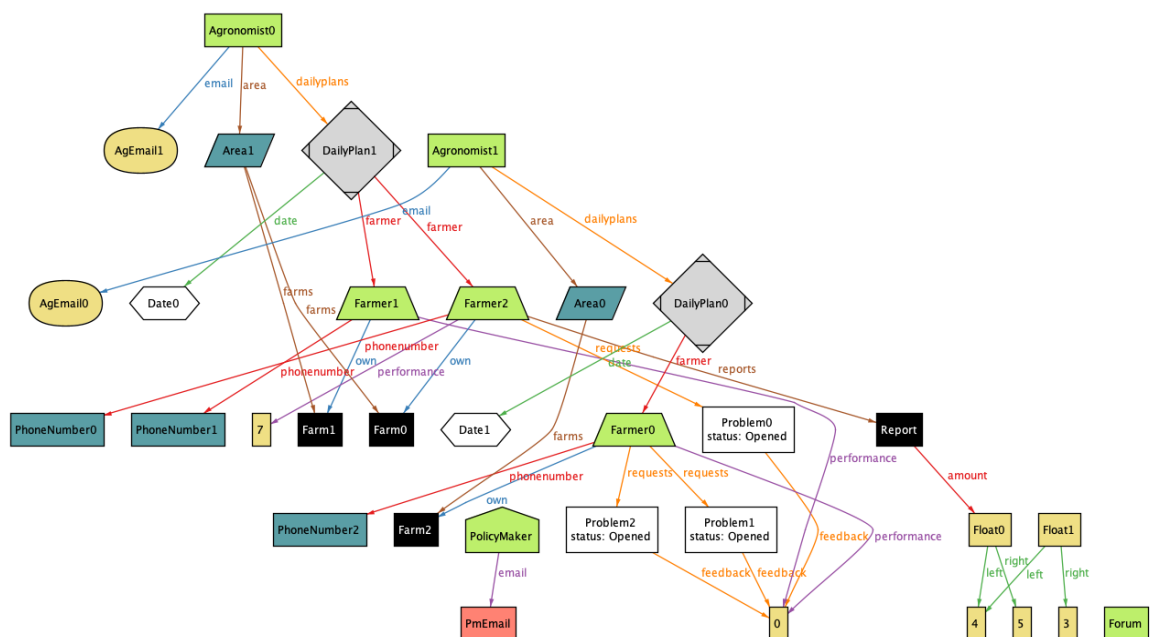 Agronomist0
email
area
dailyplans
AgEmail1
Area1
DailyPlan1
Agronomist1
date
farmer
email
farmer
area
dailyplans
AgEmail0
Date0
farms
farms
Farmer1
Farmer2
Area0
DailyPlan0
phonenumber
phonenumber
own
performance
own
requests
date
farmer
reports
PhoneNumber0
PhoneNumber1
7
Farm1
Farm0
Date1
farms
Farmer0
Problem0
status: Opened
performance
Report
phonenumber
own
requests
requests
amount
PhoneNumber2
Farm2
PolicyMaker
Problem2
status: Opened
Problem1
status: Opened
feedback
performance
Float0
Float1
email
feedback
feedback
left
right
left
right
PmEmail
0
4
5
3
Forum